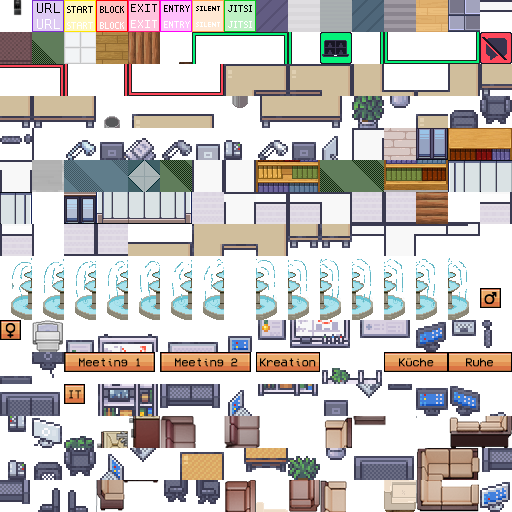 URL START BLOCK EXIT ENTRY SILENT JITSI
URL START BLOCK EXIT ENTRY SILENT JITSI
Meeting 1 Meeting 2 Kreation Küche Ruhe
IT